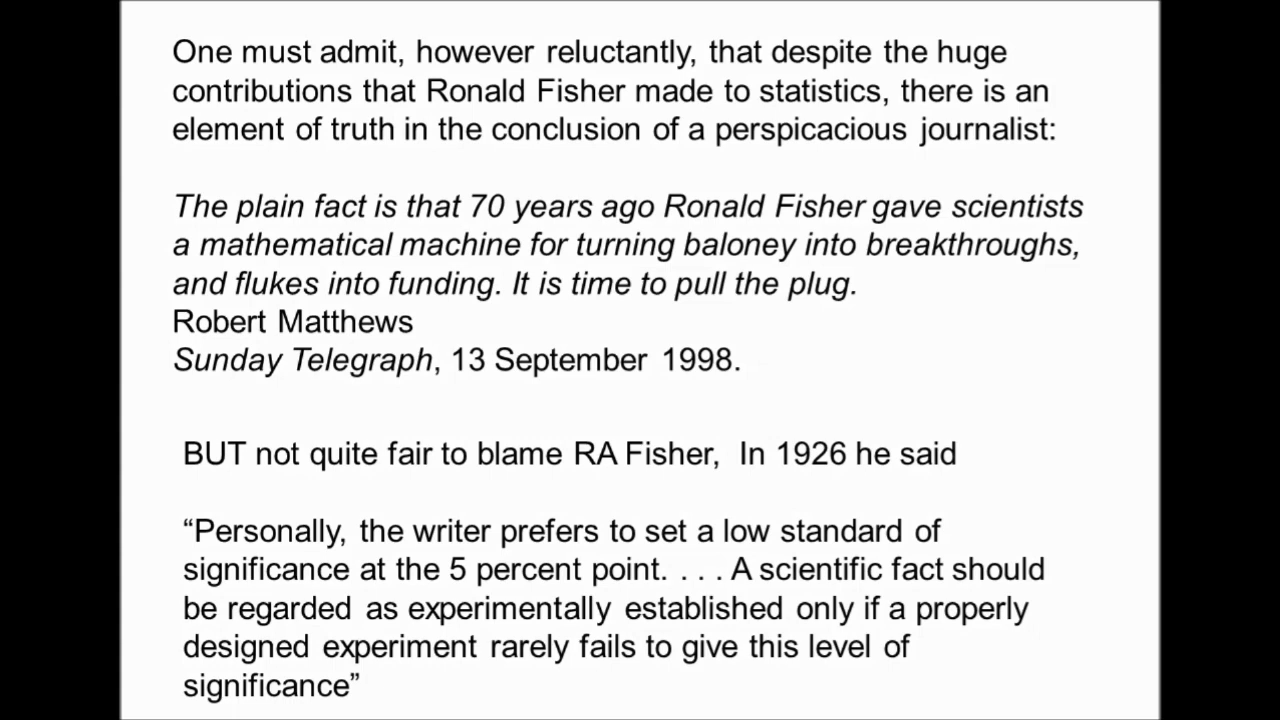 One must admit, however reluctantly, that despite the huge
contributions that Ronald Fisher made to statistics, there is an
element of truth in the conclusion of a perspicacious journalist:
The plain fact is that 70 years ago Ronald Fisher gave scientists
a mathematical machine for turning baloney into breakthroughs,
and flukes into funding. It is time to pull the plug.
Robert Matthews
Sunday Telegraph, 13 September 1998.
BUT not quite fair to blame RA Fisher,  In 1926 he said
“Personally, the writer prefers to set a low standard of
significance at the 5 percent point. . . . A scientific fact should
be regarded as experimentally established only if a properly
designed experiment rarely fails to give this level of
significance”